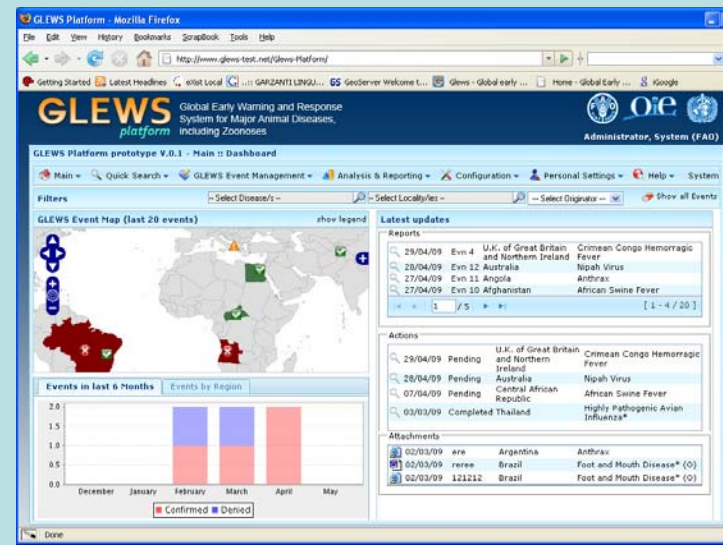 GLEWS Platform - Mozilla Firefox
File Edit View History Bookmarks ScrapBook Tools Help
http://www.glews-test.net/Glews-Platform/
Getting Started Latest Headlines eXist Local ..:: GARZANTI LINGU... GeoServer Welcome t... Glews - Global early ... Home - Global Early ... iGoogle
GLEWS platform
Global Early Warning and Response
System for Major Animal Diseases,
including Zoonoses
Oie
Administrator, System (FAO)
GLEWS Platform prototype V.0.1 - Main :: Dashboard
Main Quick Search GLEWS Event Management Analysis & Reporting Configuration Personal Settings Help System
Filters -- Select Disease/s -- -- Select Locality/ies -- -- Select Originator -- Show all Events
GLEWS Event Map (last 20 events) show legend
Latest updates
Reports
29/04/09 Evn 4 U.K. of Great Britain and Northern Ireland Crimean Congo Hemorragic Fever
28/04/09 Evn 12 Australia Nipah Virus
27/04/09 Evn 11 Angola Anthrax
27/04/09 Evn 10 Afghanistan African Swine Fever
1 / 5 [ 1 - 4 / 20 ]
Actions
29/04/09 Pending U.K. of Great Britain and Northern Ireland Crimean Congo Hemorragic Fever
28/04/09 Pending Australia Nipah Virus
07/04/09 Pending Central African Republic African Swine Fever
03/03/09 Completed Thailand Highly Pathogenic Avian Influenza*
Attachments
02/03/09 ere Argentina Anthrax
02/03/09 reree Brazil Foot and Mouth Disease* (O)
02/03/09 121212 Brazil Foot and Mouth Disease* (O)
Events in last 6 Months Events by Region
2.0
1.5
1.0
0.5
0.0
December January February March April May
Confirmed Denied
Done